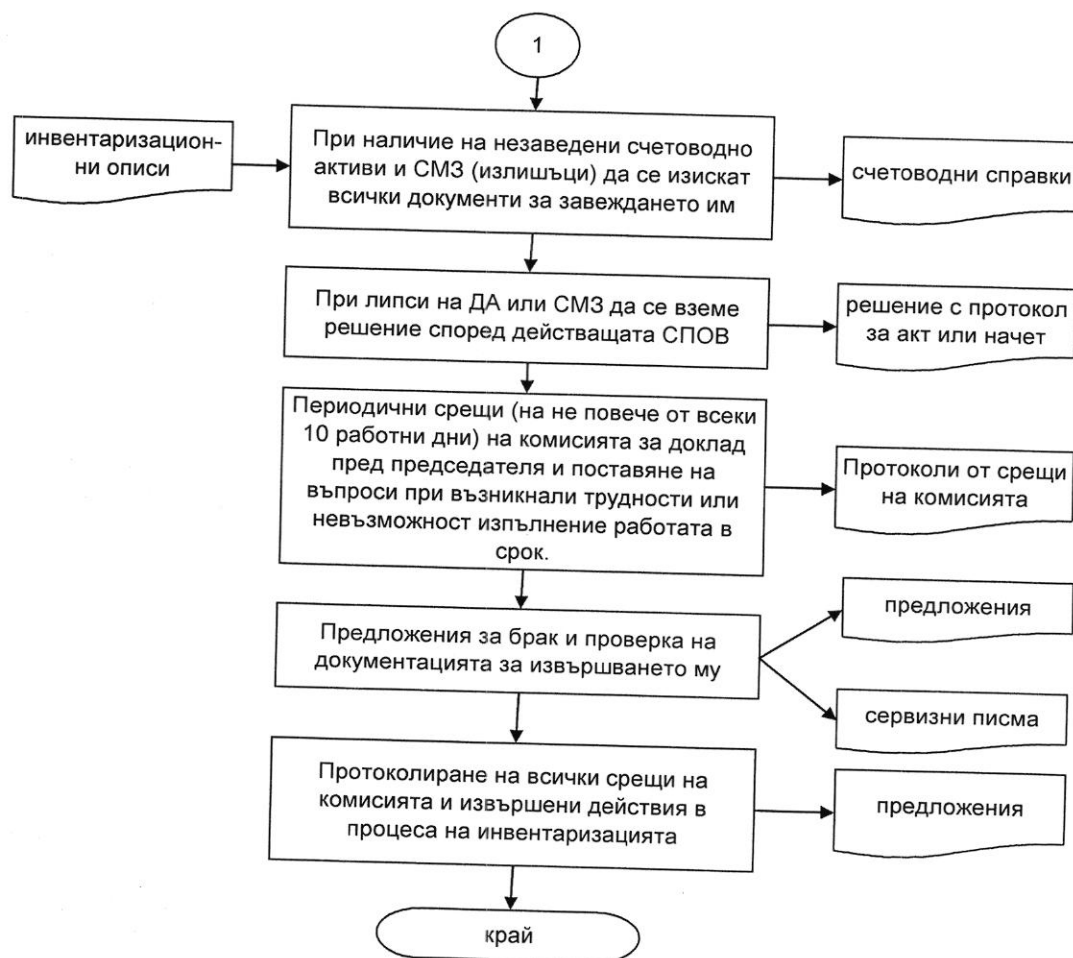 1
инвентаризацион-
ни описи
При наличие на незаведени счетоводно
активи и СМЗ (излишъци) да се изискат
всички документи за завеждането им
счетоводни справки
При липси на ДА или СМЗ да се вземе
решение според действащата СПОВ
решение с протокол
за акт или начет
Периодични срещи (на не повече от всеки
10 работни дни) на комисията за доклад
пред председателя и поставяне на
въпроси при възникнали трудности или
невъзможност изпълнение работата в
срок.
Протоколи от срещи
на комисията
Предложения за брак и проверка на
документацията за извършването му
предложения
сервизни писма
Протоколиране на всички срещи на
комисията и извършени действия в
процеса на инвентаризацията
предложения
край